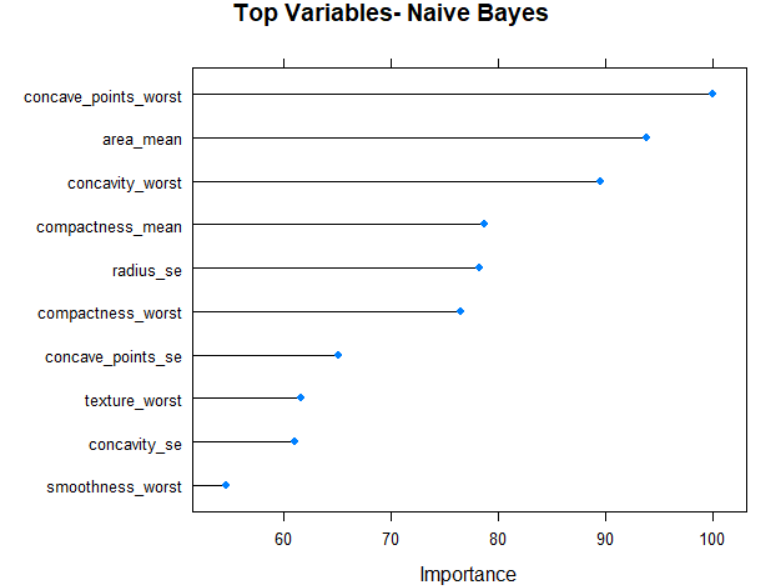 Top Variables- Naive Bayes
concave_points_worst
area_mean
concavity_worst
compactness_mean
radius_se
compactness_worst
concave_points_se
texture_worst
concavity_se
smoothness_worst
60 70 80 90 100
Importance